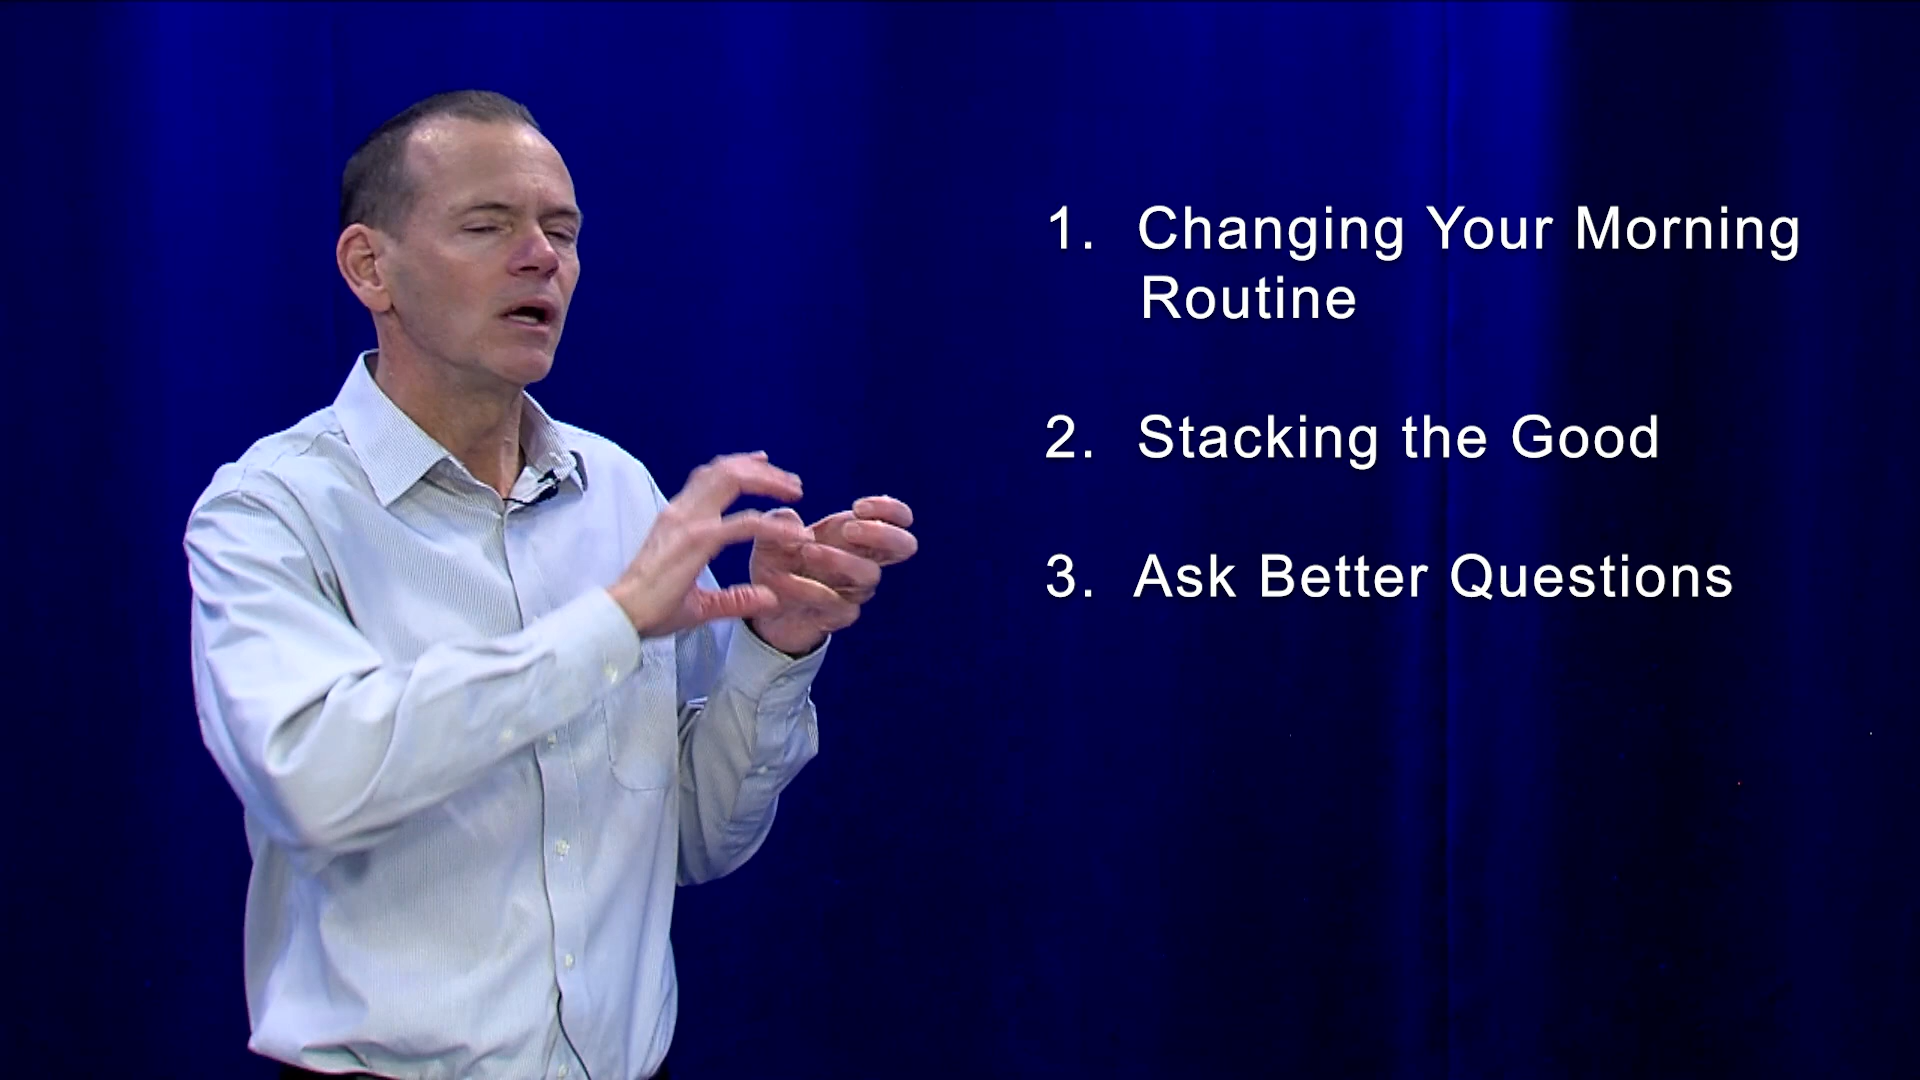 1. Changing Your Morning
Routine
2. Stacking the Good
3. Ask Better Questions